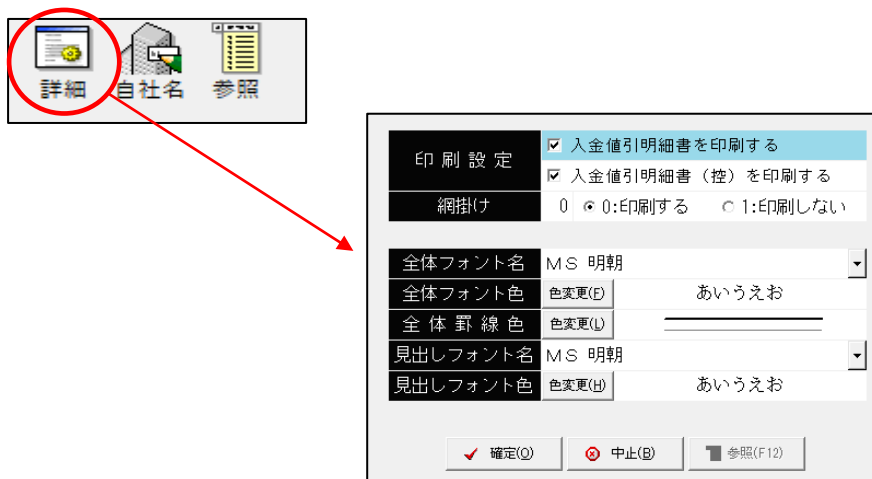 詳細 自社名 参照
印刷設定
入金値引明細書を印刷する
入金値引明細書（控）を印刷する
網掛け 0 0:印刷する 1:印刷しない
全体フォント名 ＭＳ 明朝
全体フォント色 色変更(F) あいうえお
全体罫線色 色変更(L)
見出しフォント名 ＭＳ 明朝
見出しフォント色 色変更(H) あいうえお
確定(O) 中止(B) 参照(F12)